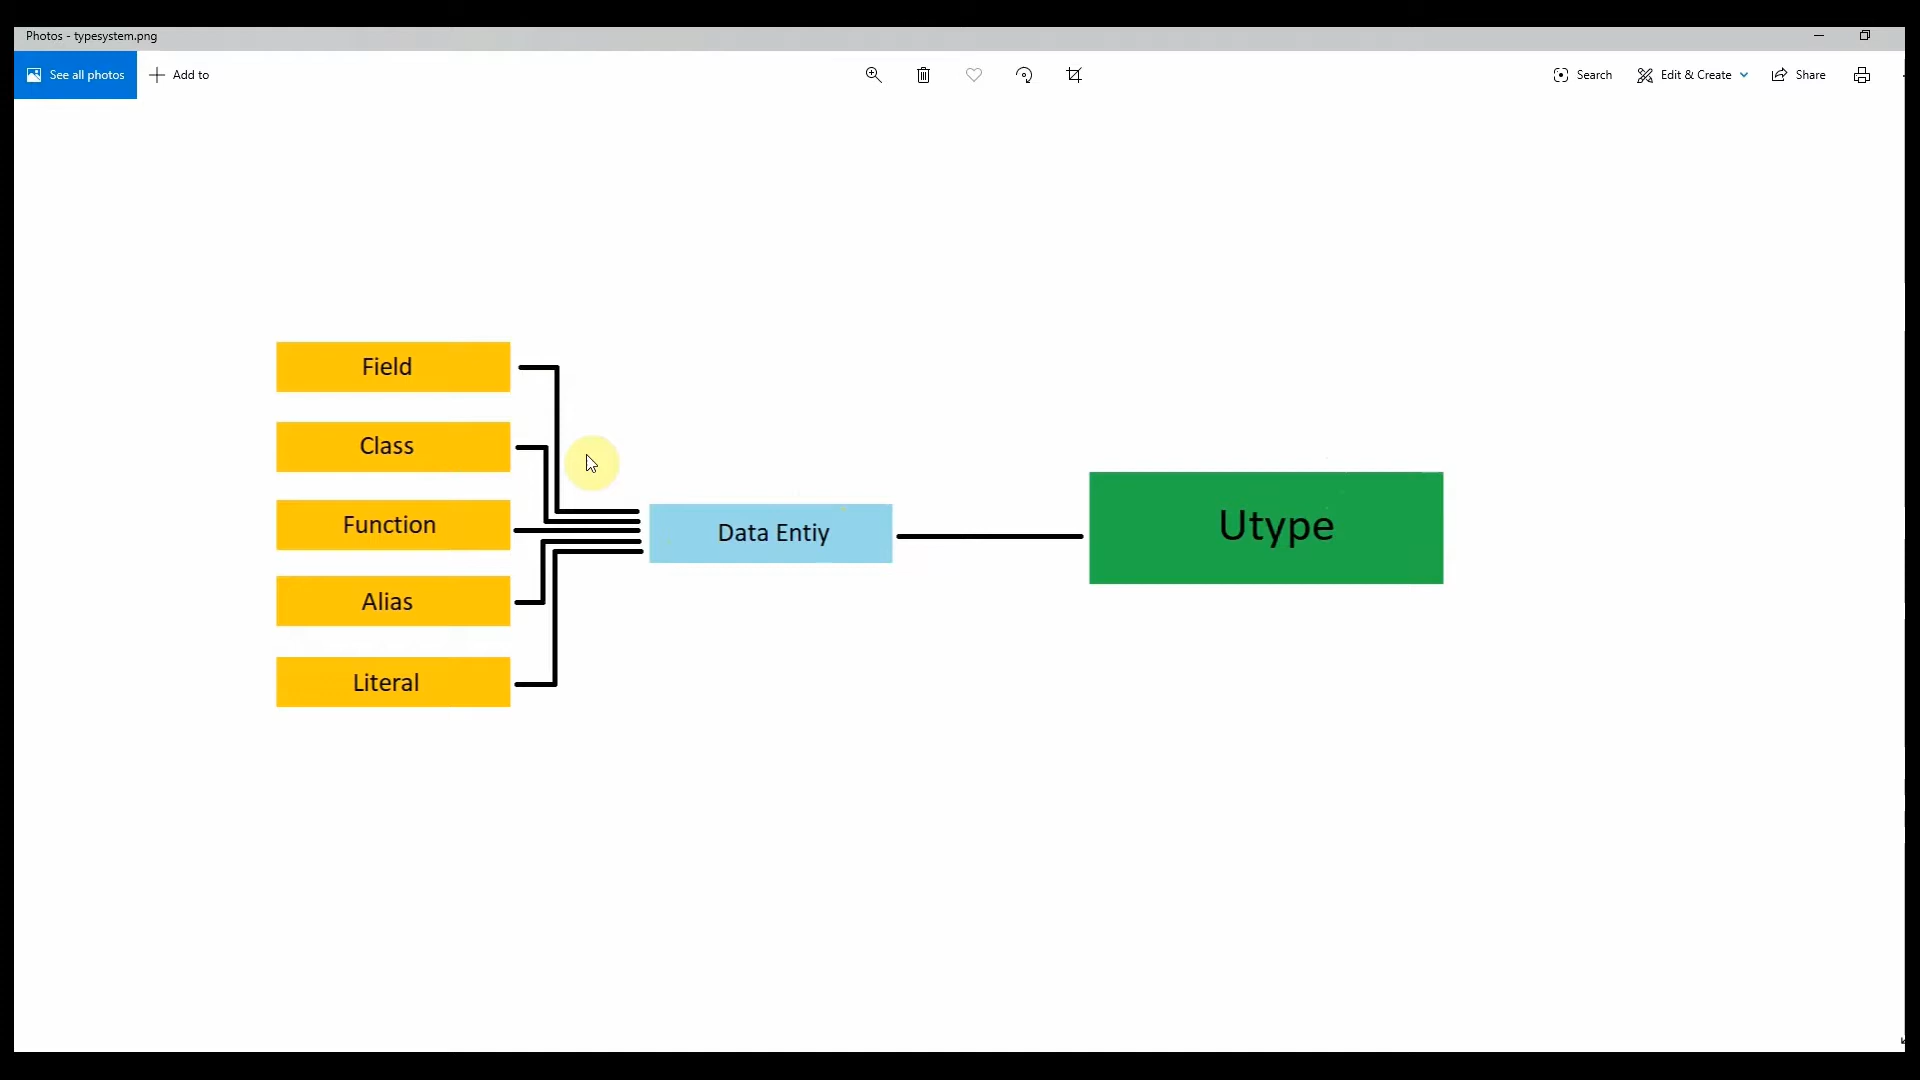 Photos - typesystem.png
See all photos
Add to
Search
Edit & Create
Share
Field
Class
Function
Alias
Literal
Data Entiy
Utype